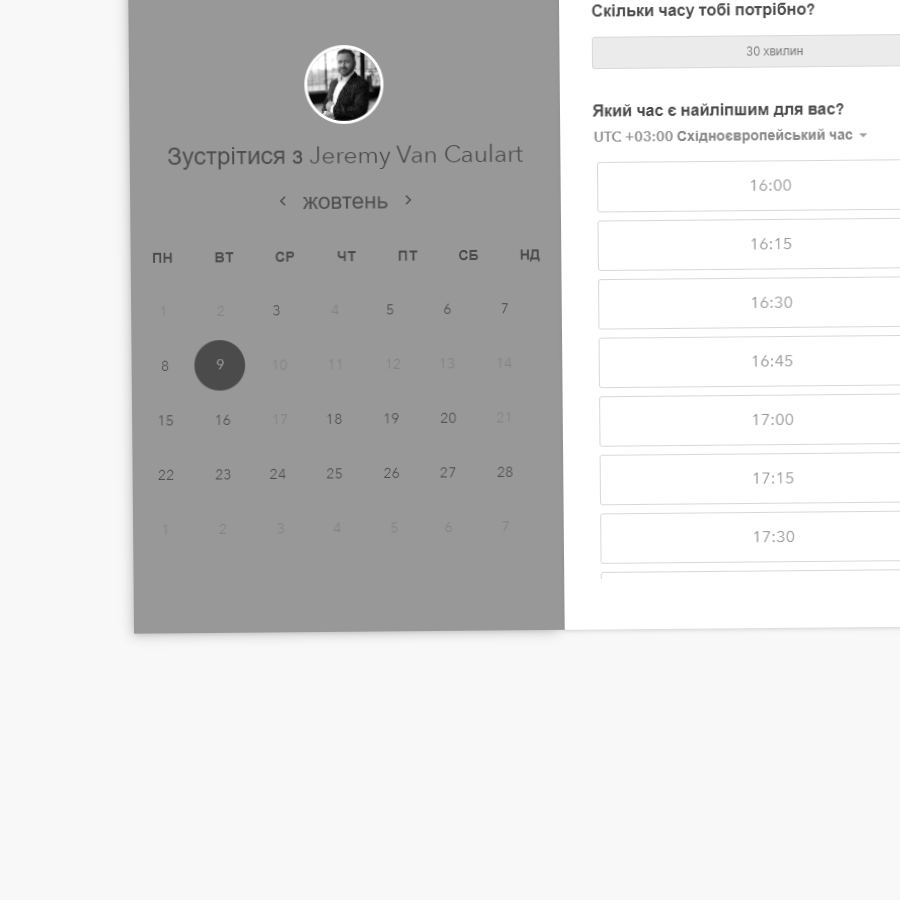 Зустрітися з Jeremy Van Caulart
жовтень
ПН ВТ СР ЧТ ПТ СБ НД
1 2 3 4 5 6 7
8 9 10 11 12 13 14
15 16 17 18 19 20 21
22 23 24 25 26 27 28
1 2 3 4 5 6 7
Скільки часу тобі потрібно?
30 хвилин
Який час є найліпшим для вас?
UTC +03:00 Східноєвропейський час
16:00
16:15
16:30
16:45
17:00
17:15
17:30